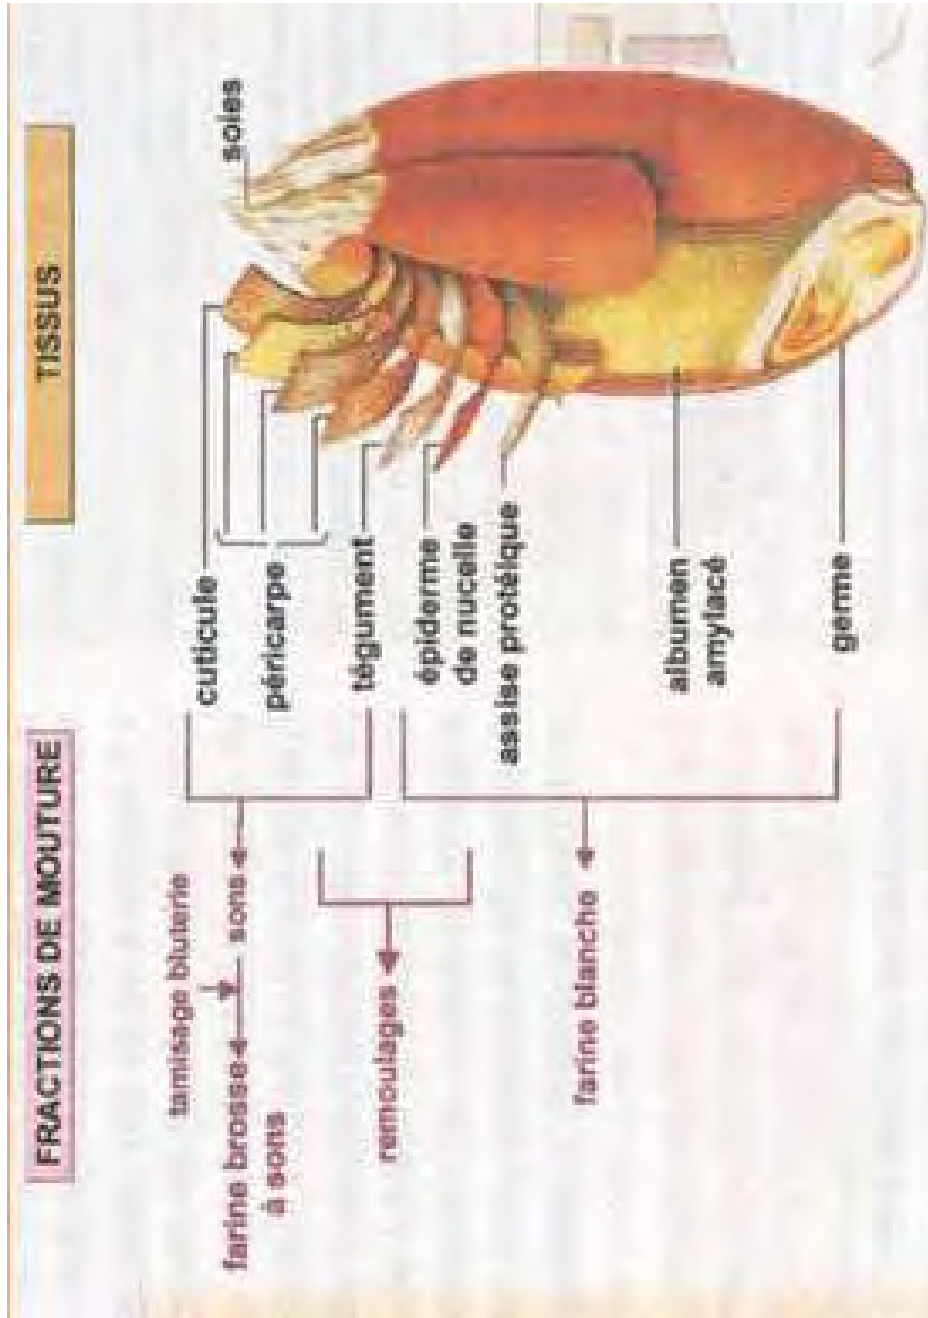 FRACTIONS DE MOUTURE
TISSUS
soies
cuticule
péricarpe
tégument
épiderme
de nucelle
assise protéique
albumen
amylacé
germe
tamisage bluterie
sons
farine brosse
à sons
remoulages
farine blanche